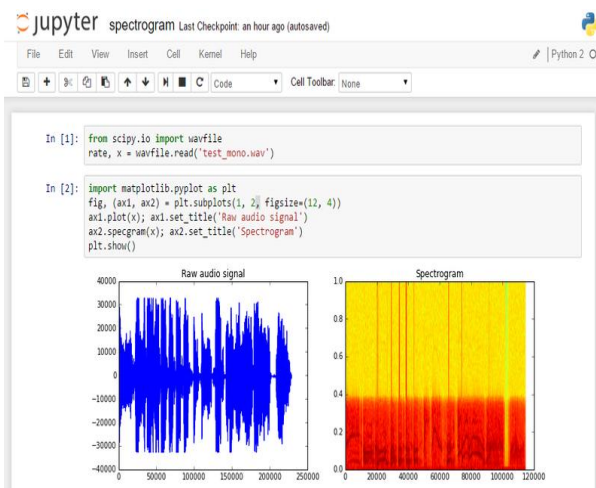 jupyter spectrogram Last Checkpoint: an hour ago (autosaved)
File Edit View Insert Cell Kernel Help Python 2
Code Cell Toolbar: None
In [1]: from scipy.io import wavfile
rate, x = wavfile.read('test_mono.wav')
In [2]: import matplotlib.pyplot as plt
fig, (ax1, ax2) = plt.subplots(1, 2, figsize=(12, 4))
ax1.plot(x); ax1.set_title('Raw audio signal')
ax2.specgram(x); ax2.set_title('Spectrogram')
plt.show()
Raw audio signal
40000
30000
20000
10000
0
−10000
−20000
−30000
−40000
0 50000 100000 150000 200000 250000
Spectrogram
1.0
0.8
0.6
0.4
0.2
0.0
0 20000 40000 60000 80000 100000 120000